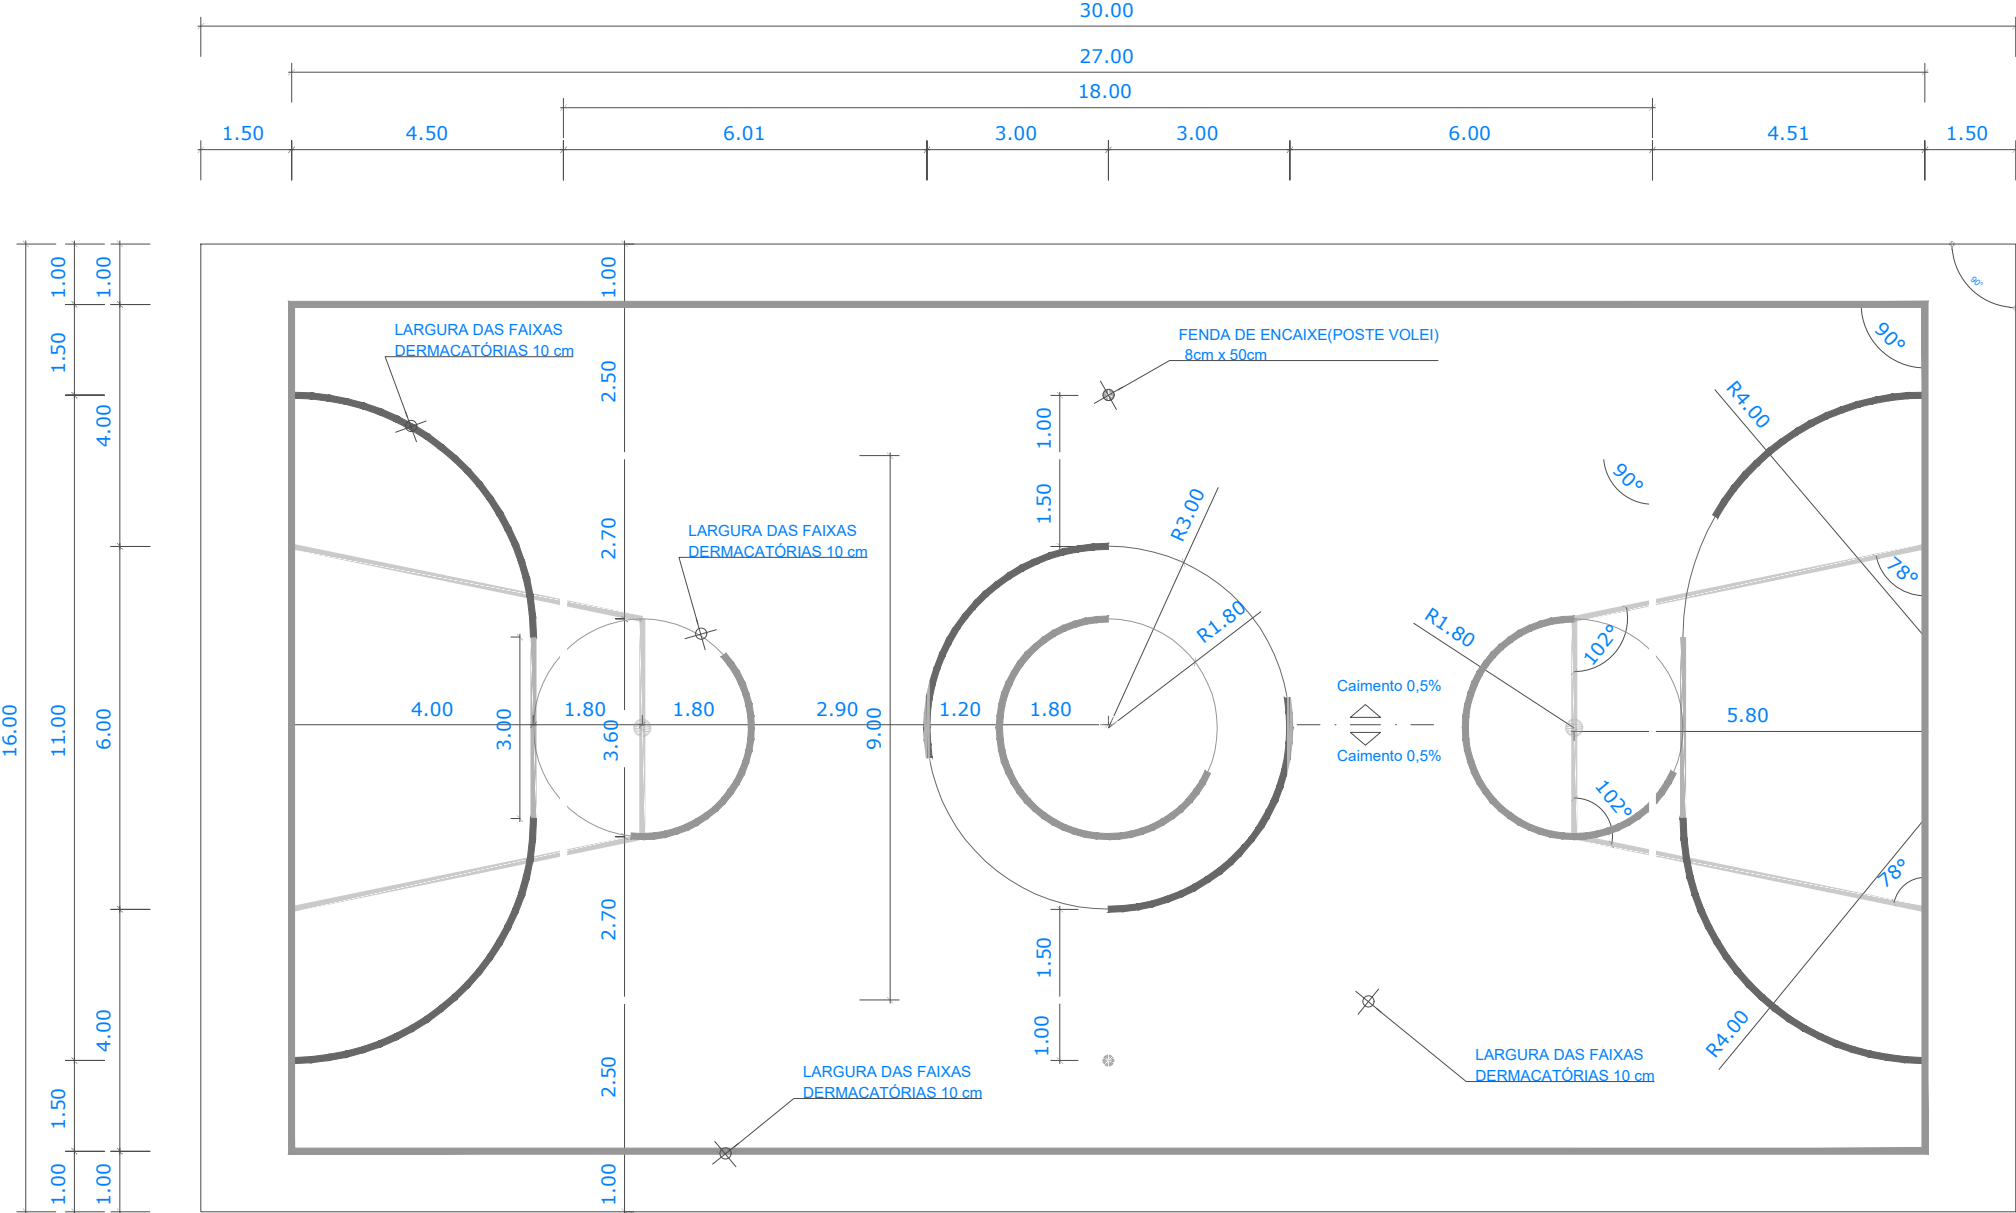 30.00
27.00
18.00
1.50 4.50 6.01 3.00 3.00 6.00 4.51 1.50
16.00
1.00
1.50
11.00
1.50
1.00
1.00
4.00
6.00
4.00
1.00
1.00
2.50
2.70
3.60
2.70
2.50
1.00
LARGURA DAS FAIXAS
DERMACATÓRIAS 10 cm
FENDA DE ENCAIXE(POSTE VOLEI)
8cm x 50cm
90°
90°
R4.00
1.00
1.50
R3.00
90°
LARGURA DAS FAIXAS
DERMACATÓRIAS 10 cm
78°
R1.80
R1.80
102°
Caimento 0,5%
4.00 1.80 1.80 2.90 1.20 1.80
5.80
3.00
9.00
Caimento 0,5%
102°
78°
1.50
1.00
R4.00
LARGURA DAS FAIXAS
DERMACATÓRIAS 10 cm
LARGURA DAS FAIXAS
DERMACATÓRIAS 10 cm